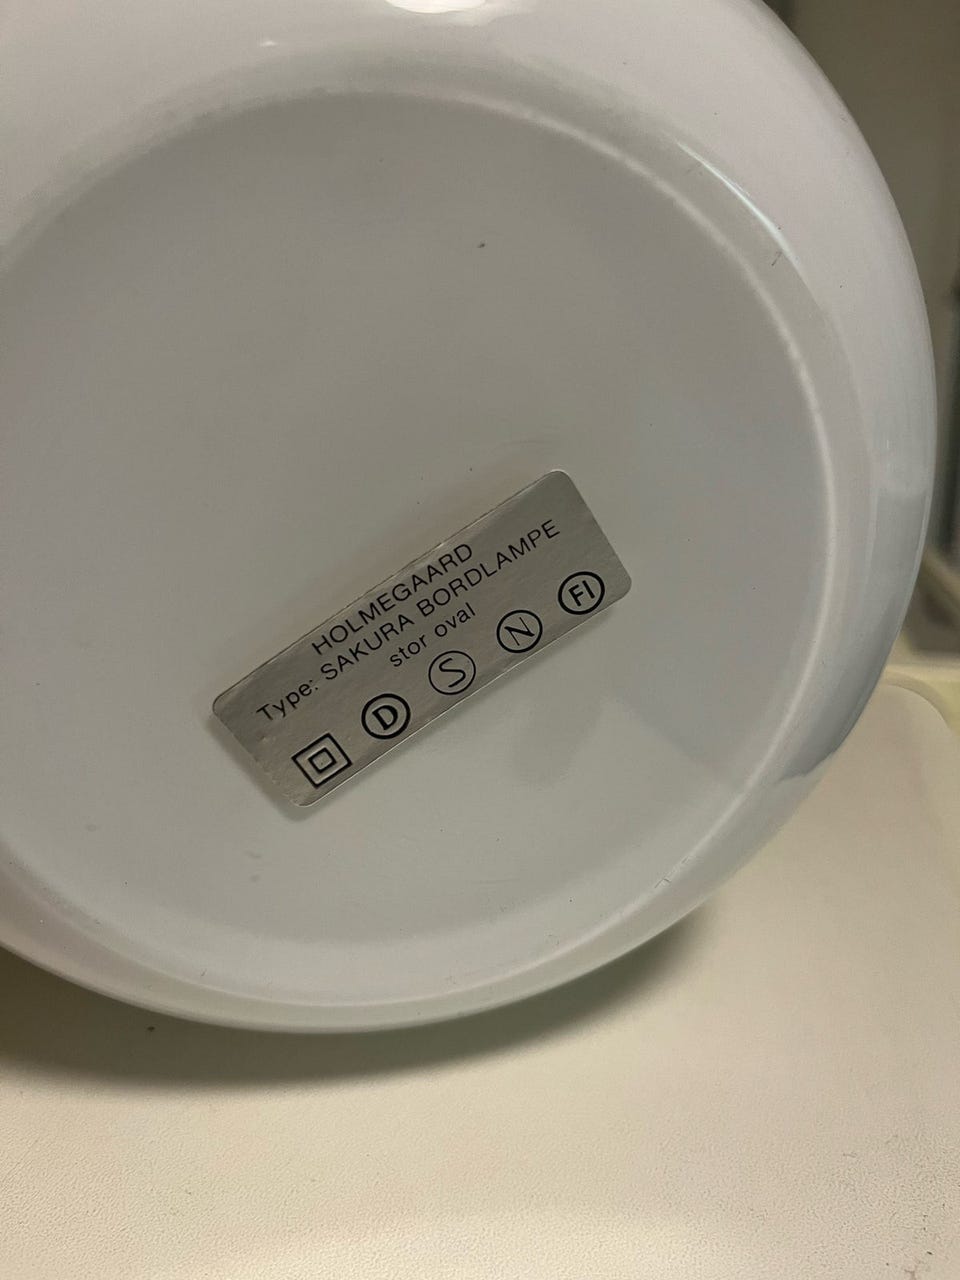 HOLMEGAARD
Type: SAKURA BORDLAMPE
stor oval
D S N FI